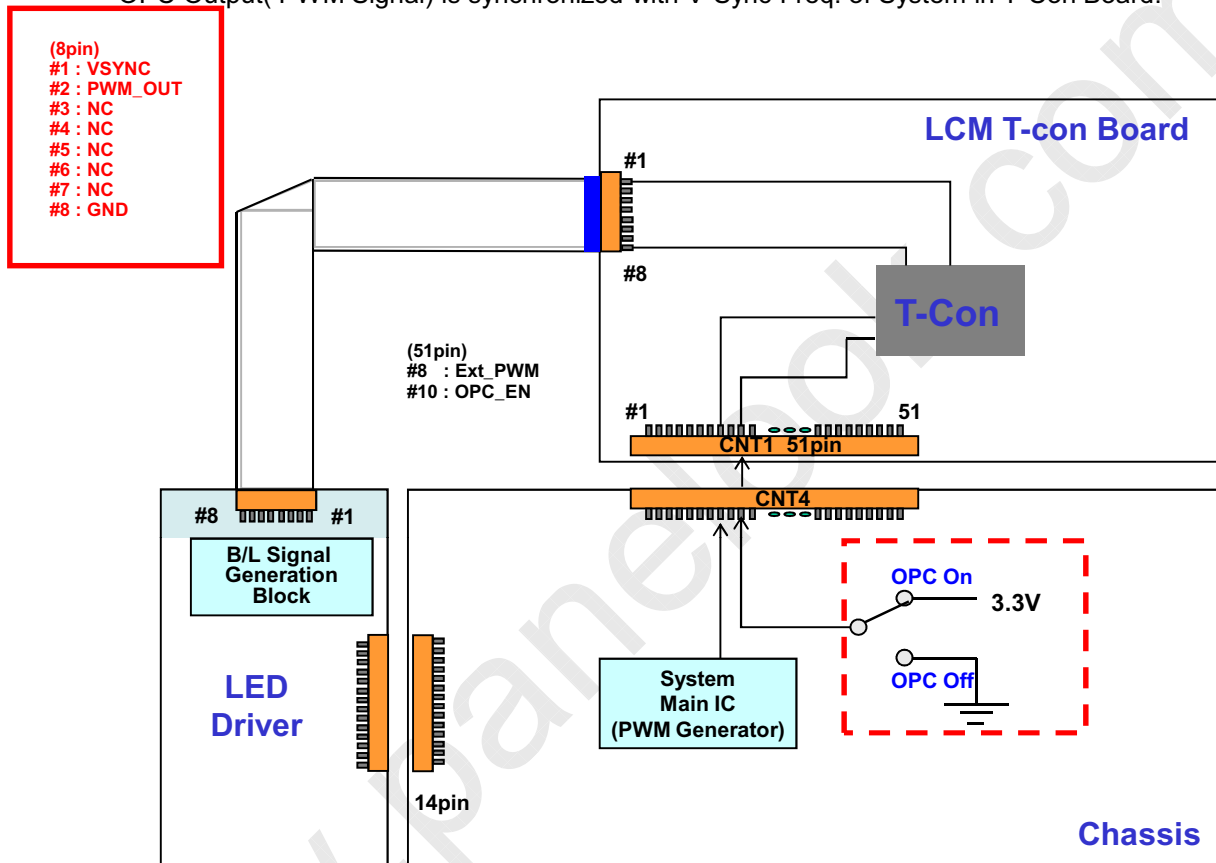 OPC Output( PWM Signal) is synchronized with V-Sync Freq. of System in T-Con Board.
(8pin)
#1 : VSYNC
#2 : PWM_OUT
#3 : NC
#4 : NC
#5 : NC
#6 : NC
#7 : NC
#8 : GND
LCM T-con Board
#1
#8
T-Con
(51pin)
#8 : Ext_PWM
#10 : OPC_EN
#1
51
CNT1 51pin
CNT4
#8
#1
B/L Signal
Generation
Block
OPC On
3.3V
OPC Off
LED
Driver
System
Main IC
(PWM Generator)
14pin
Chassis
www.panelook.com